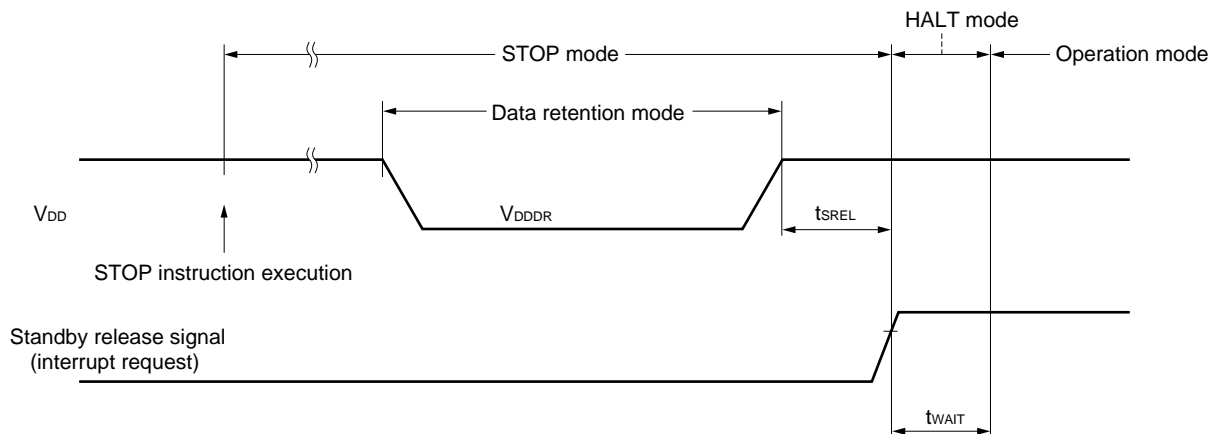 HALT mode
STOP mode
Operation mode
Data retention mode
VDD
VDDDR
tSREL
STOP instruction execution
Standby release signal
(interrupt request)
tWAIT